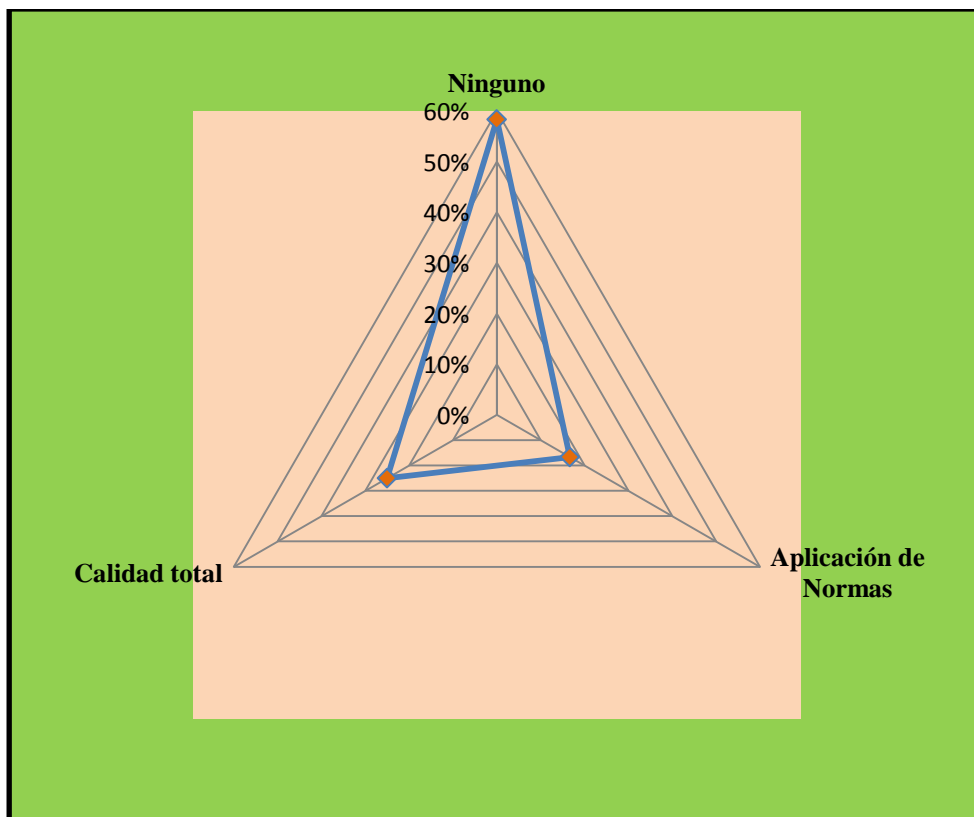 Ninguno
60%
50%
40%
30%
20%
10%
0%
Calidad total
Aplicación de
Normas